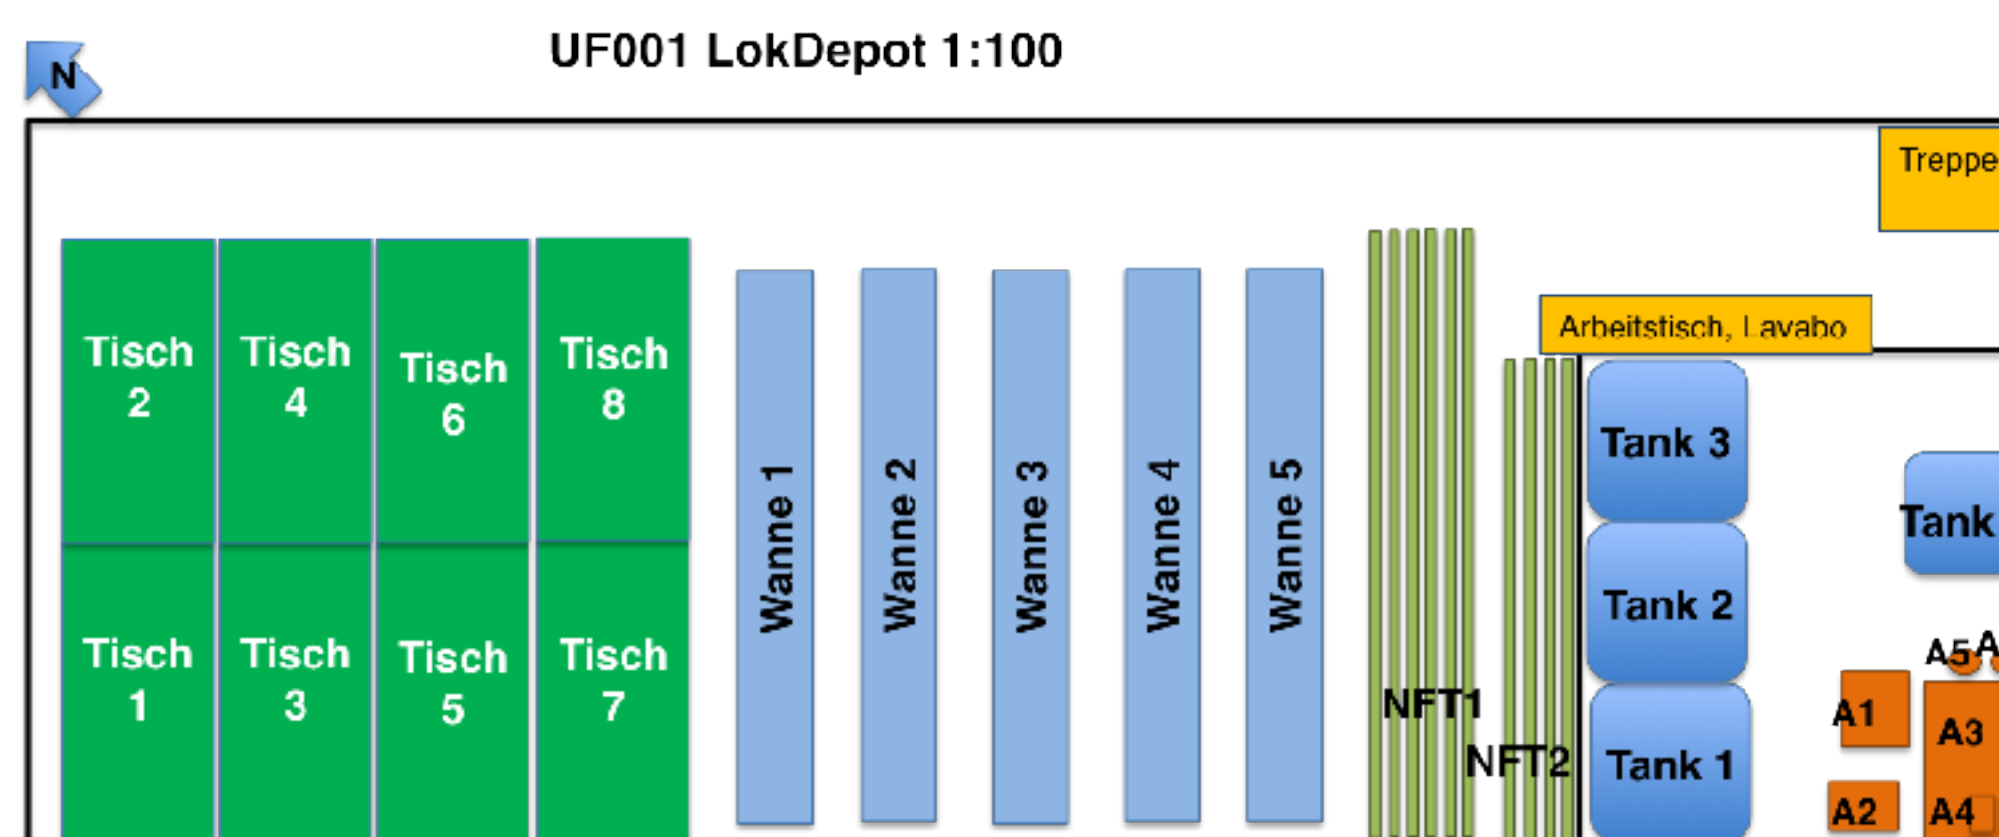 UF001 LokDepot 1:100
N
Treppe
Arbeitstisch, Lavabo
Tisch
2
Tisch
4
Tisch
6
Tisch
8
Wanne 1
Wanne 2
Wanne 3
Wanne 4
Wanne 5
Tank 3
Tank
Tank 2
Tisch
1
Tisch
3
Tisch
5
Tisch
7
NFT1
NFT2
Tank 1
A5
A
A1
A3
A2
A4